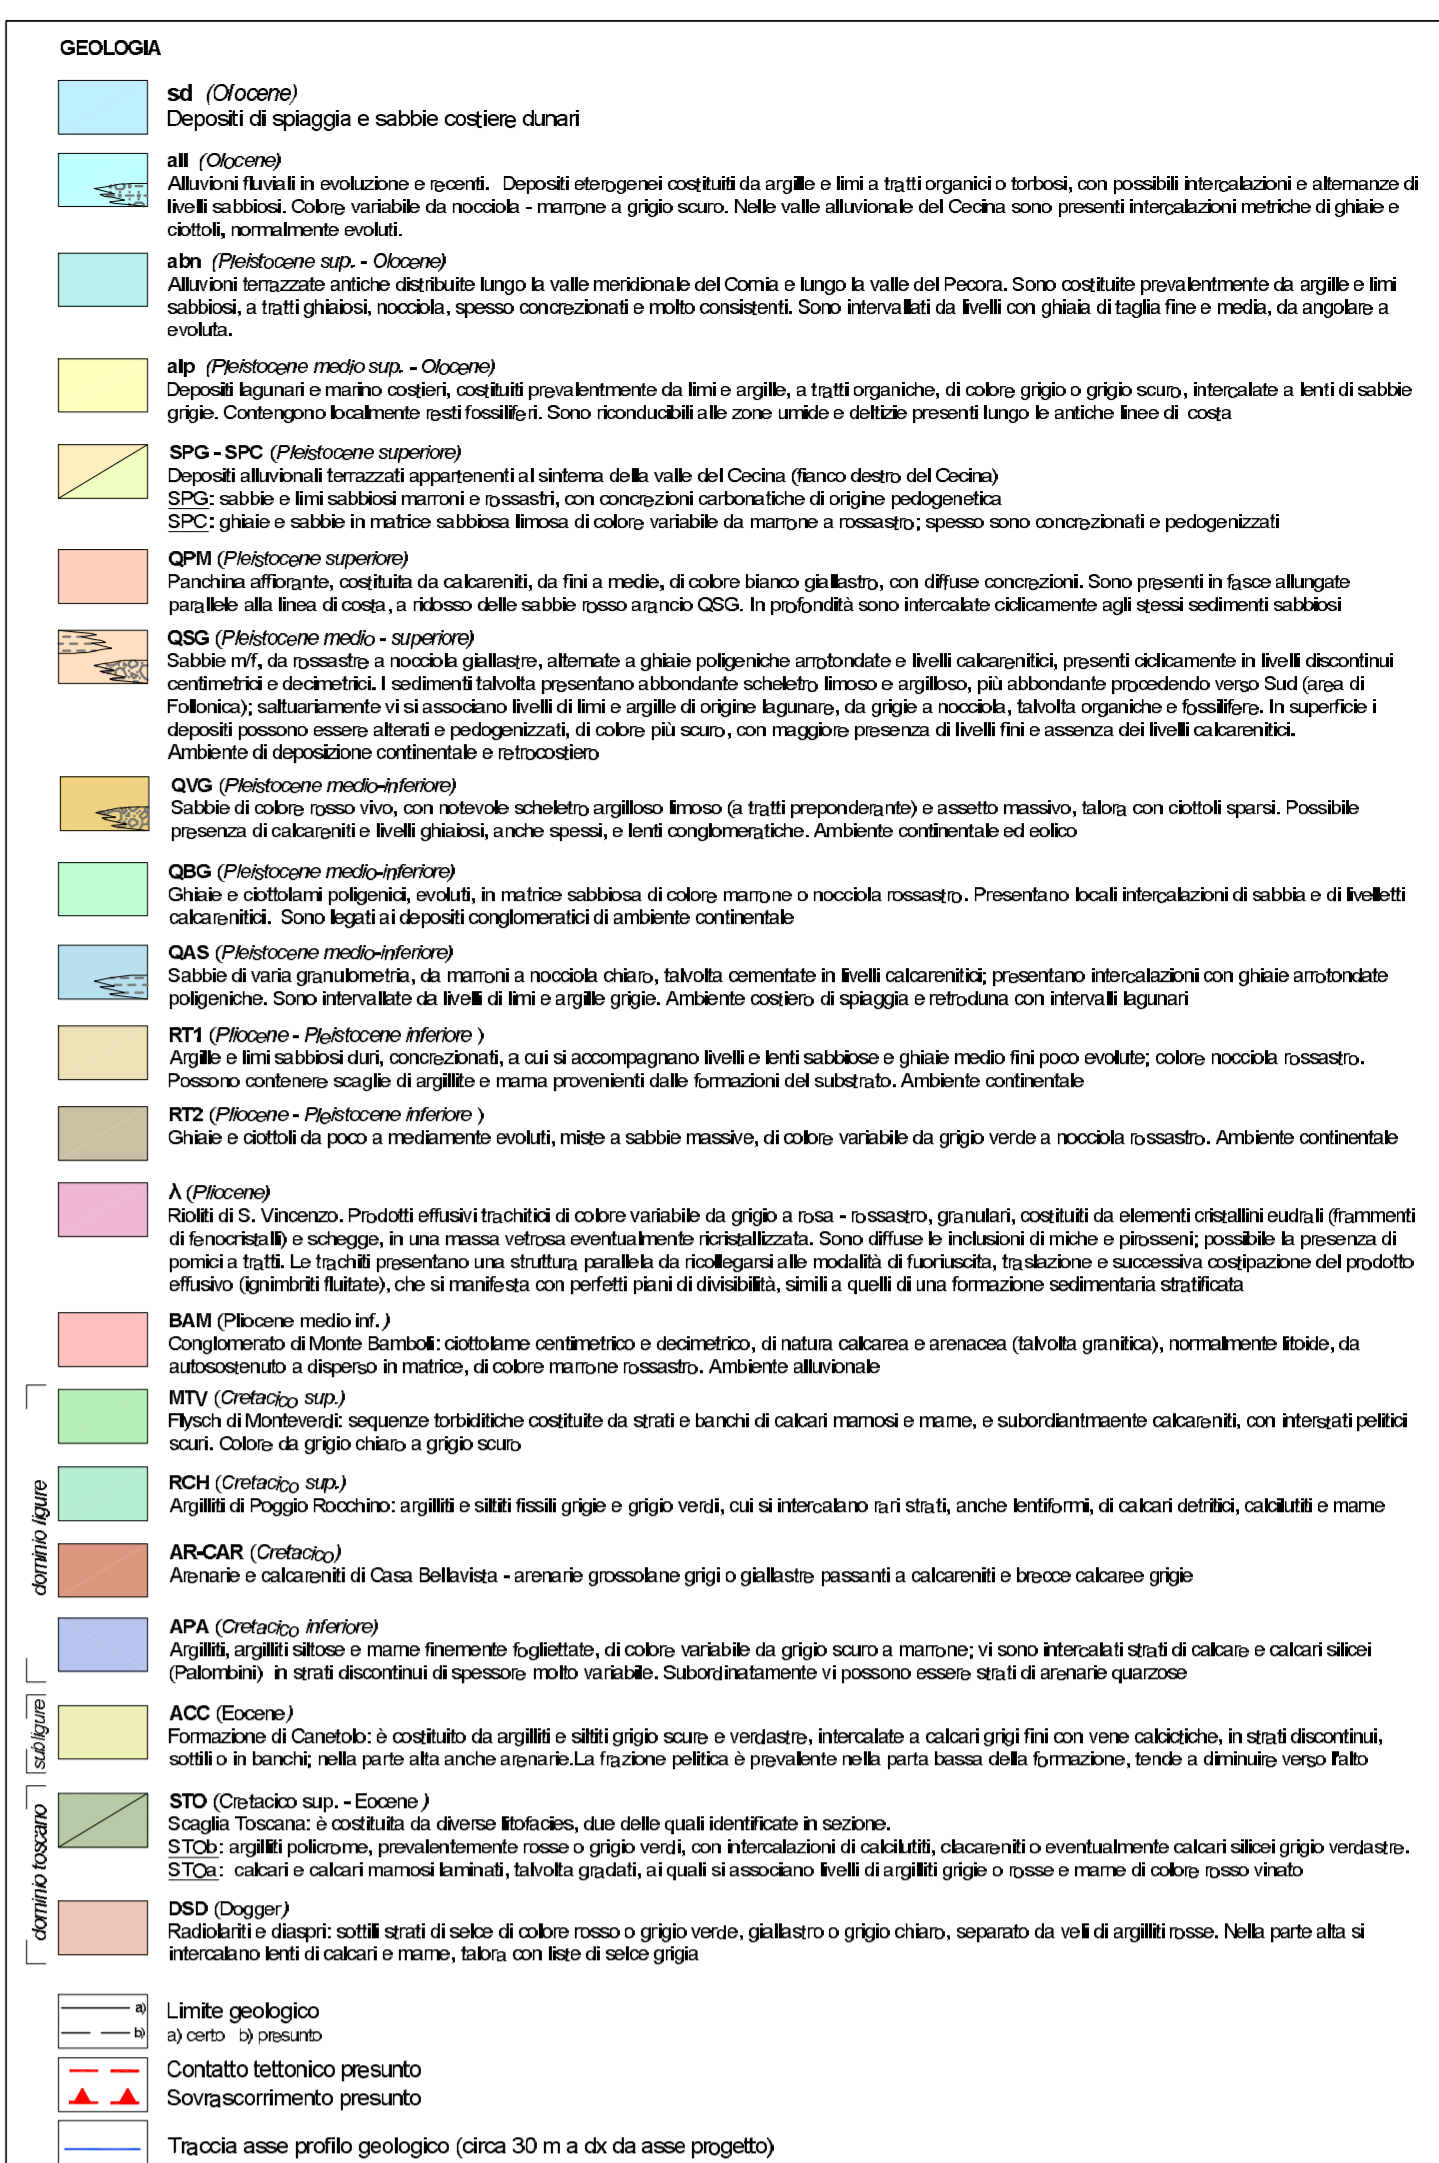 GEOLOGIA
sd (Olocene)
Depositi di spiaggia e sabbie costiere dunari
all (Olocene)
Alluvioni fluviali in evoluzione e recenti. Depositi eterogenei costituiti da argille e limi a tratti organici o torbosi, con possibili intercalazioni e alternanze di
livelli sabbiosi. Colore variabile da nocciola - marrone a grigio scuro. Nelle valle alluvionale del Cecina sono presenti intercalazioni metriche di ghiaie e
ciottoli, normalmente evoluti.
abn (Pleistocene sup. - Olocene)
Alluvioni terrazzate antiche distribuite lungo la valle meridionale del Cornia e lungo la valle del Pecora. Sono costituite prevalentemente da argille e limi
sabbiosi, a tratti ghiaiosi, nocciola, spesso concrezionati e molto consistenti. Sono intervallati da livelli con ghiaia di taglia fine e media, da angolare a
evoluta.
alp (Pleistocene medio sup. - Olocene)
Depositi lagunari e marino costieri, costituiti prevalentmente da limi e argille, a tratti organiche, di colore grigio o grigio scuro, intercalate a lenti di sabbie
grigie. Contengono localmente resti fossiliferi. Sono riconducibili alle zone umide e deltizie presenti lungo le antiche linee di costa
SPG - SPC (Pleistocene superiore)
Depositi alluvionali terrazzati appartenenti al sintema della valle del Cecina (fianco destro del Cecina)
SPG: sabbie e limi sabbiosi marroni e rossastri, con concrezioni carbonatiche di origine pedogenetica
SPC: ghiaie e sabbie in matrice sabbiosa limosa di colore variabile da marrone a rossastro; spesso sono concrezionati e pedogenizzati
QPM (Pleistocene superiore)
Panchina affiorante, costituita da calcareniti, da fini a medie, di colore bianco giallastro, con diffuse concrezioni. Sono presenti in fasce allungate
parallele alla linea di costa, a ridosso delle sabbie rosso arancio QSG. In profondità sono intercalate ciclicamente agli stessi sedimenti sabbiosi
QSG (Pleistocene medio - superiore)
Sabbie m/f, da rossastre a nocciola giallastre, alternate a ghiaie poligeniche arrotondate e livelli calcarenitici, presenti ciclicamente in livelli discontinui
centimetrici e decimetrici. I sedimenti talvolta presentano abbondante scheletro limoso e argilloso, più abbondante procedendo verso Sud (area di
Follonica); saltuariamente vi si associano livelli di limi e argille di origine lagunare, da grigie a nocciola, talvolta organiche e fossilifere. In superficie i
depositi possono essere alterati e pedogenizzati, di colore più scuro, con maggiore presenza di livelli fini e assenza dei livelli calcarenitici.
Ambiente di deposizione continentale e retrocostiero
QVG (Pleistocene medio-inferiore)
Sabbie di colore rosso vivo, con notevole scheletro argilloso limoso (a tratti preponderante) e assetto massivo, talora con ciottoli sparsi. Possibile
presenza di calcareniti e livelli ghiaiosi, anche spessi, e lenti conglomeratiche. Ambiente continentale ed eolico
QBG (Pleistocene medio-inferiore)
Ghiaie e ciottolami poligenici, evoluti, in matrice sabbiosa di colore marrone o nocciola rossastro. Presentano locali intercalazioni di sabbia e di livelletti
calcarenitici. Sono legati ai depositi conglomeratici di ambiente continentale
QAS (Pleistocene medio-inferiore)
Sabbie di varia granulometria, da marroni a nocciola chiaro, talvolta cementate in livelli calcarenitici; presentano intercalazioni con ghiaie arrotondate
poligeniche. Sono intervallate da livelli di limi e argille grigie. Ambiente costiero di spiaggia e retroduna con intervalli lagunari
RT1 (Pliocene - Pleistocene inferiore )
Argille e limi sabbiosi duri, concrezionati, a cui si accompagnano livelli e lenti sabbiose e ghiaie medio fini poco evolute; colore nocciola rossastro.
Possono contenere scaglie di argillite e marna provenienti dalle formazioni del substrato. Ambiente continentale
RT2 (Pliocene - Pleistocene inferiore )
Ghiaie e ciottoli da poco a mediamente evoluti, miste a sabbie massive, di colore variabile da grigio verde a nocciola rossastro. Ambiente continentale
λ (Pliocene)
Rioliti di S. Vincenzo. Prodotti effusivi trachitici di colore variabile da grigio a rosa - rossastro, granulari, costituiti da elementi cristallini eudrali (frammenti
di fenocristalli) e schegge, in una massa vetrosa eventualmente ricristallizzata. Sono diffuse le inclusioni di miche e pirosseni; possibile la presenza di
pomici a tratti. Le trachiti presentano una struttura parallela da ricollegarsi alle modalità di fuoriuscita, traslazione e successiva costipazione del prodotto
effusivo (ignimbriti fluitate), che si manifesta con perfetti piani di divisibilità, simili a quelli di una formazione sedimentaria stratificata
BAM (Pliocene medio inf.)
Conglomerato di Monte Bamboli: ciottolame centimetrico e decimetrico, di natura calcarea e arenacea (talvolta granitica), normalmente litoide, da
autosostenuto a disperso in matrice, di colore marrone rossastro. Ambiente alluvionale
dominio ligure
MTV (Cretacico sup.)
Flysch di Monteverdi: sequenze torbiditiche costituite da strati e banchi di calcari marnosi e marne, e subordiantmaente calcareniti, con interstati pelitici
scuri. Colore da grigio chiaro a grigio scuro
RCH (Cretacico sup.)
Argilliti di Poggio Rocchino: argilliti e siltiti fissili grigie e grigio verdi, cui si intercalano rari strati, anche lentiformi, di calcari detritici, calcilutiti e marne
AR-CAR (Cretacico)
Arenarie e calcareniti di Casa Bellavista - arenarie grossolane grigi o giallastre passanti a calcareniti e brecce calcaree grigie
APA (Cretacico inferiore)
Argilliti, argilliti siltose e marne finemente fogliettate, di colore variabile da grigio scuro a marrone; vi sono intercalati strati di calcare e calcari silicei
(Palombini) in strati discontinui di spessore molto variabile. Subordinatamente vi possono essere strati di arenarie quarzose
subligure
ACC (Eocene)
Formazione di Canetolo: è costituito da argilliti e siltiti grigio scure e verdastre, intercalate a calcari grigi fini con vene calcictiche, in strati discontinui,
sottili o in banchi; nella parte alta anche arenarie.La frazione pelitica è prevalente nella parta bassa della formazione, tende a diminuire verso l'alto
dominio toscano
STO (Cretacico sup. - Eocene )
Scaglia Toscana: è costituita da diverse litofacies, due delle quali identificate in sezione.
STOb: argilliti policrome, prevalentemente rosse o grigio verdi, con intercalazioni di calcilutiti, clacareniti o eventualmente calcari silicei grigio verdastre.
STOa: calcari e calcari marnosi laminati, talvolta gradati, ai quali si associano livelli di argilliti grigie o rosse e marne di colore rosso vinato
DSD (Dogger)
Radiolariti e diaspri: sottili strati di selce di colore rosso o grigio verde, giallastro o grigio chiaro, separato da veli di argilliti rosse. Nella parte alta si
intercalano lenti di calcari e marne, talora con liste di selce grigia
a)
b)
Limite geologico
a) certo b) presunto
Contatto tettonico presunto
Sovrascorrimento presunto
Traccia asse profilo geologico (circa 30 m a dx da asse progetto)